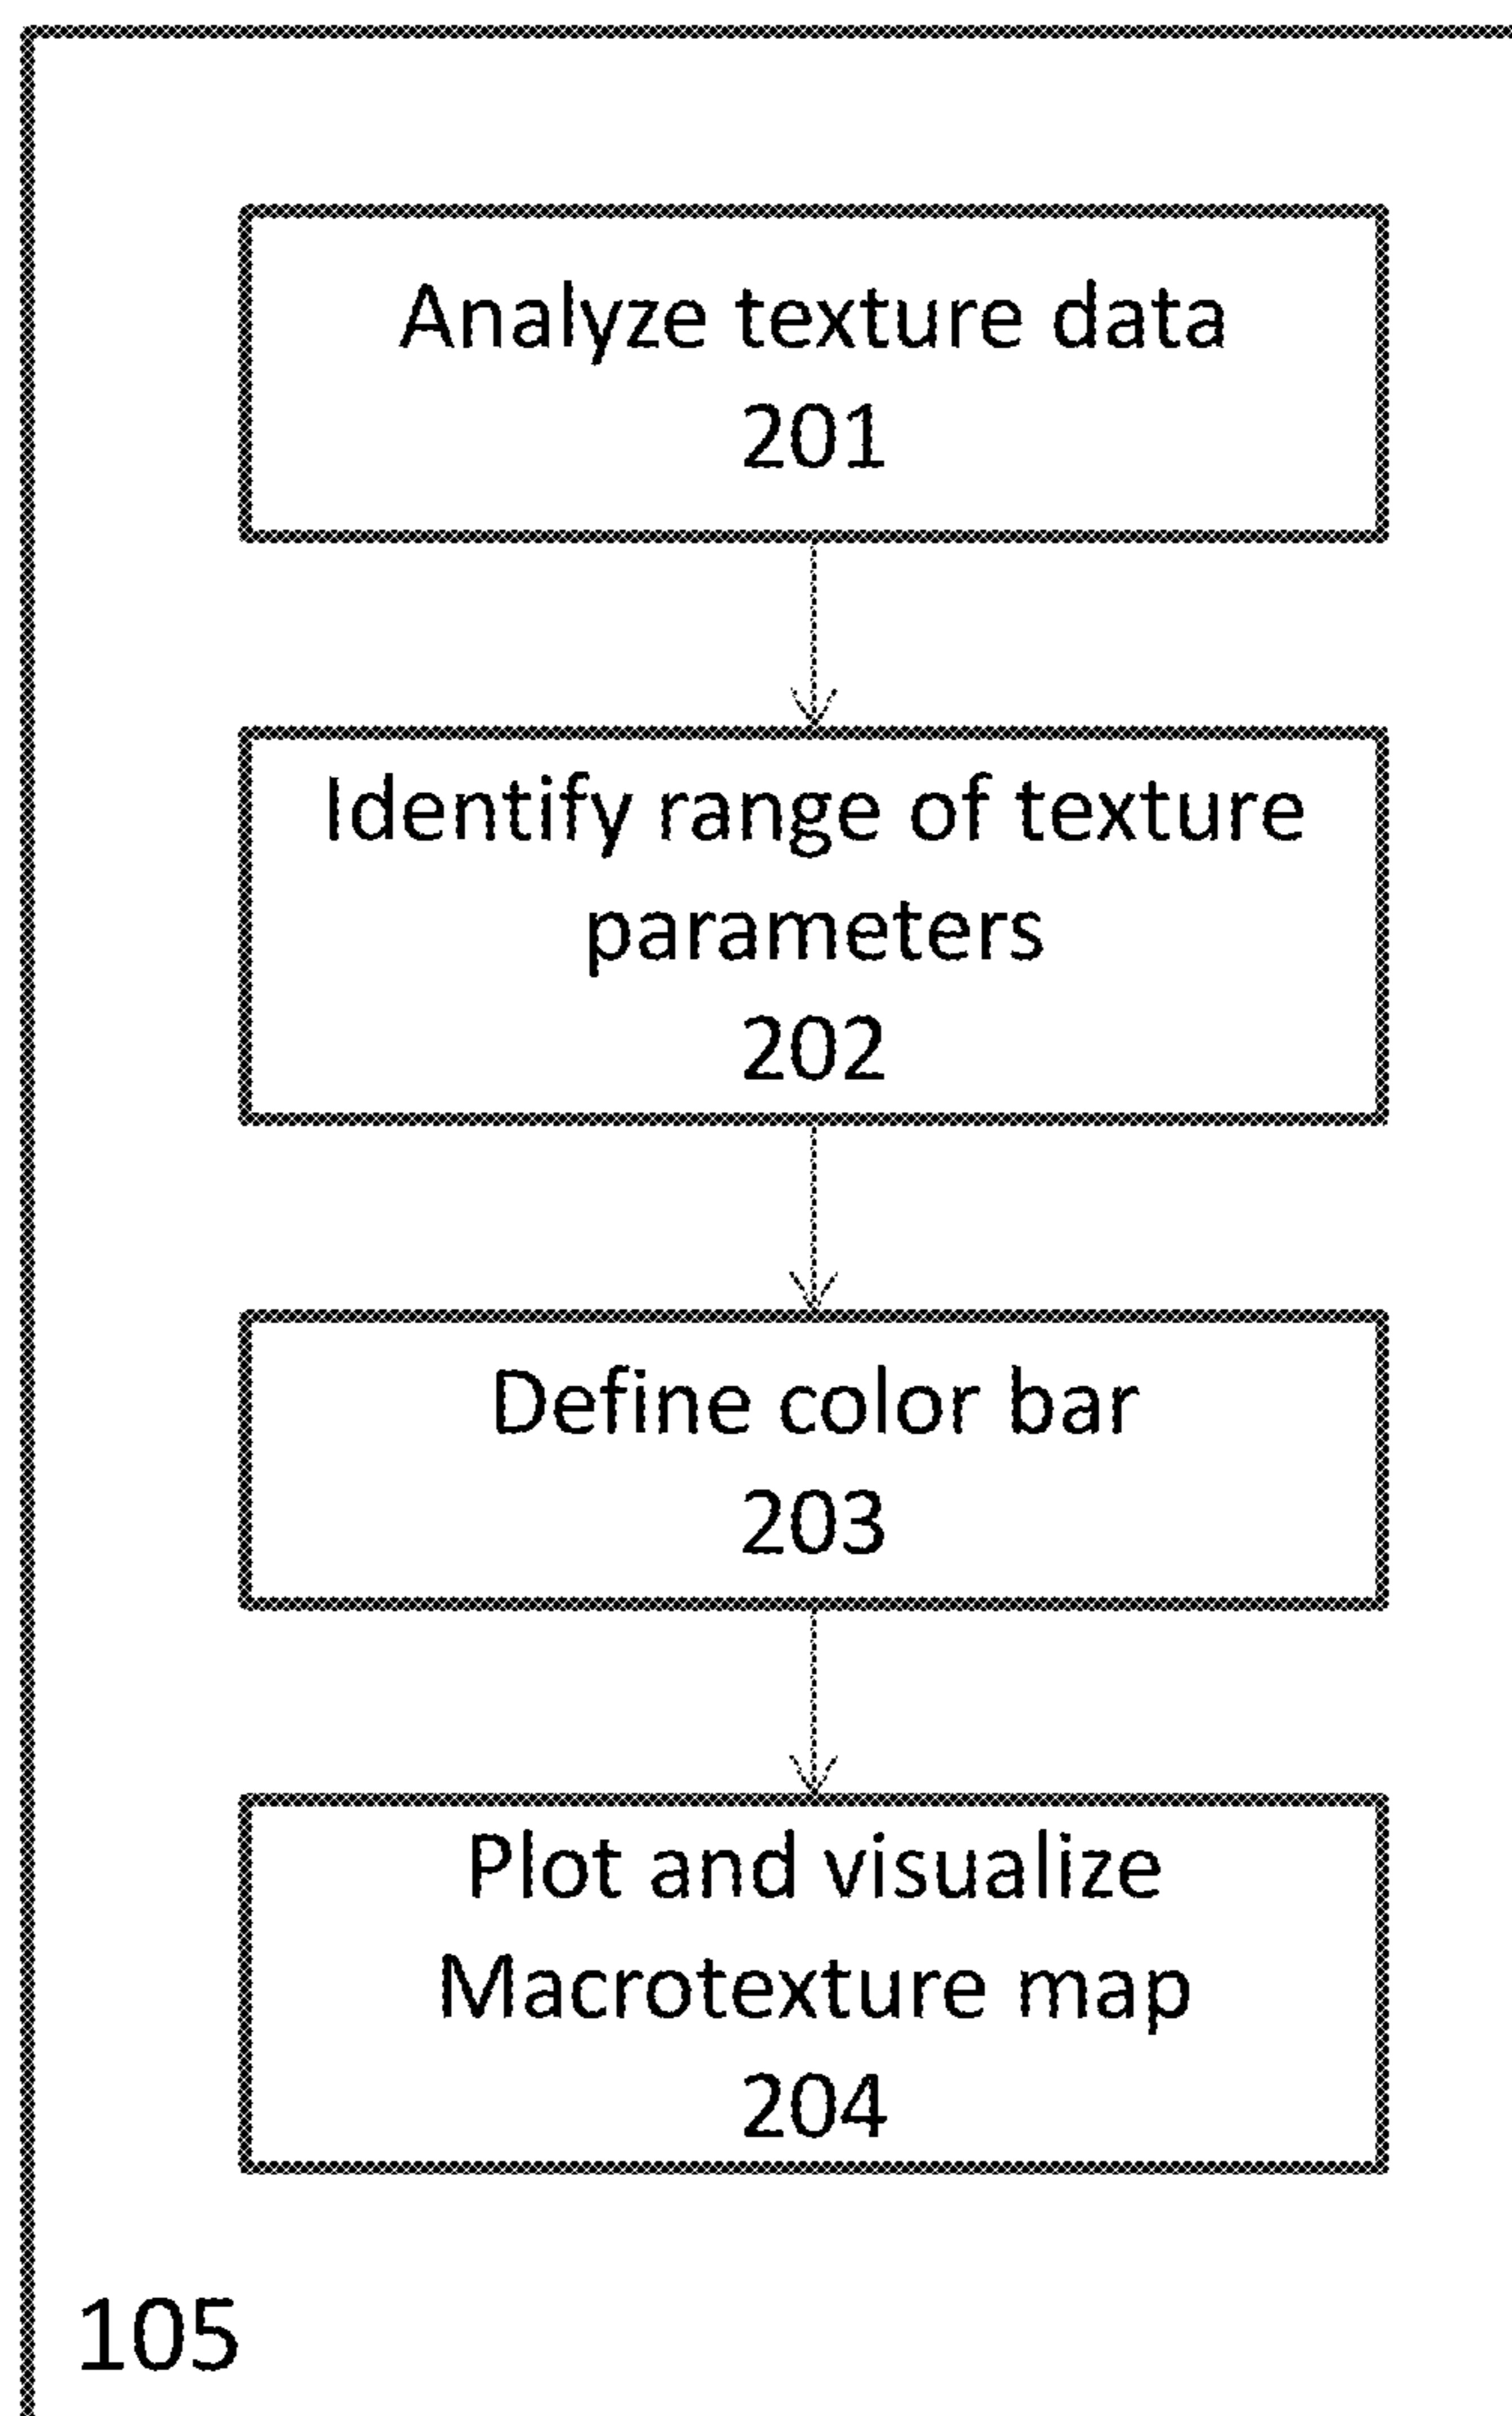 Analyze texture data
201
Identify range of texture
parameters
202
Define color bar
203
Plot and visualize
Macrotexture map
204
105